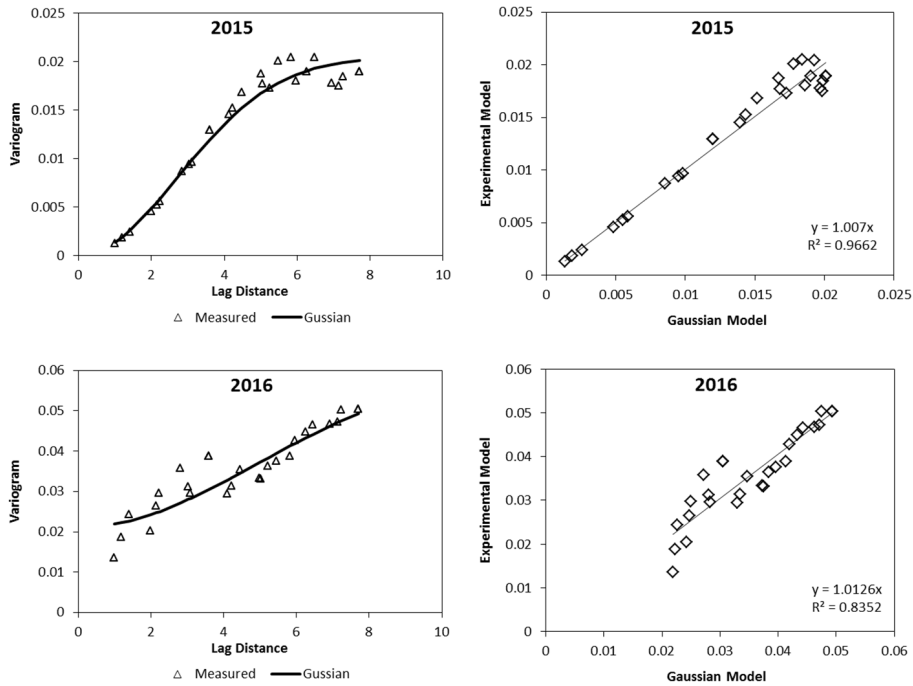 2015
Variogram
0.025
0.02
0.015
0.01
0.005
0
0 2 4 6 8 10
Lag Distance
Measured Gussian
2015
Experimental Model
0.025
0.02
0.015
0.01
0.005
0
y = 1.007x
R² = 0.9662
0 0.005 0.01 0.015 0.02 0.025
Gaussian Model
2016
Variogram
0.06
0.05
0.04
0.03
0.02
0.01
0
0 2 4 6 8 10
Lag Distance
Measured Gussian
2016
Experimental Model
0.06
0.05
0.04
0.03
0.02
0.01
0
y = 1.0126x
R² = 0.8352
0 0.01 0.02 0.03 0.04 0.05 0.06
Gaussian Model